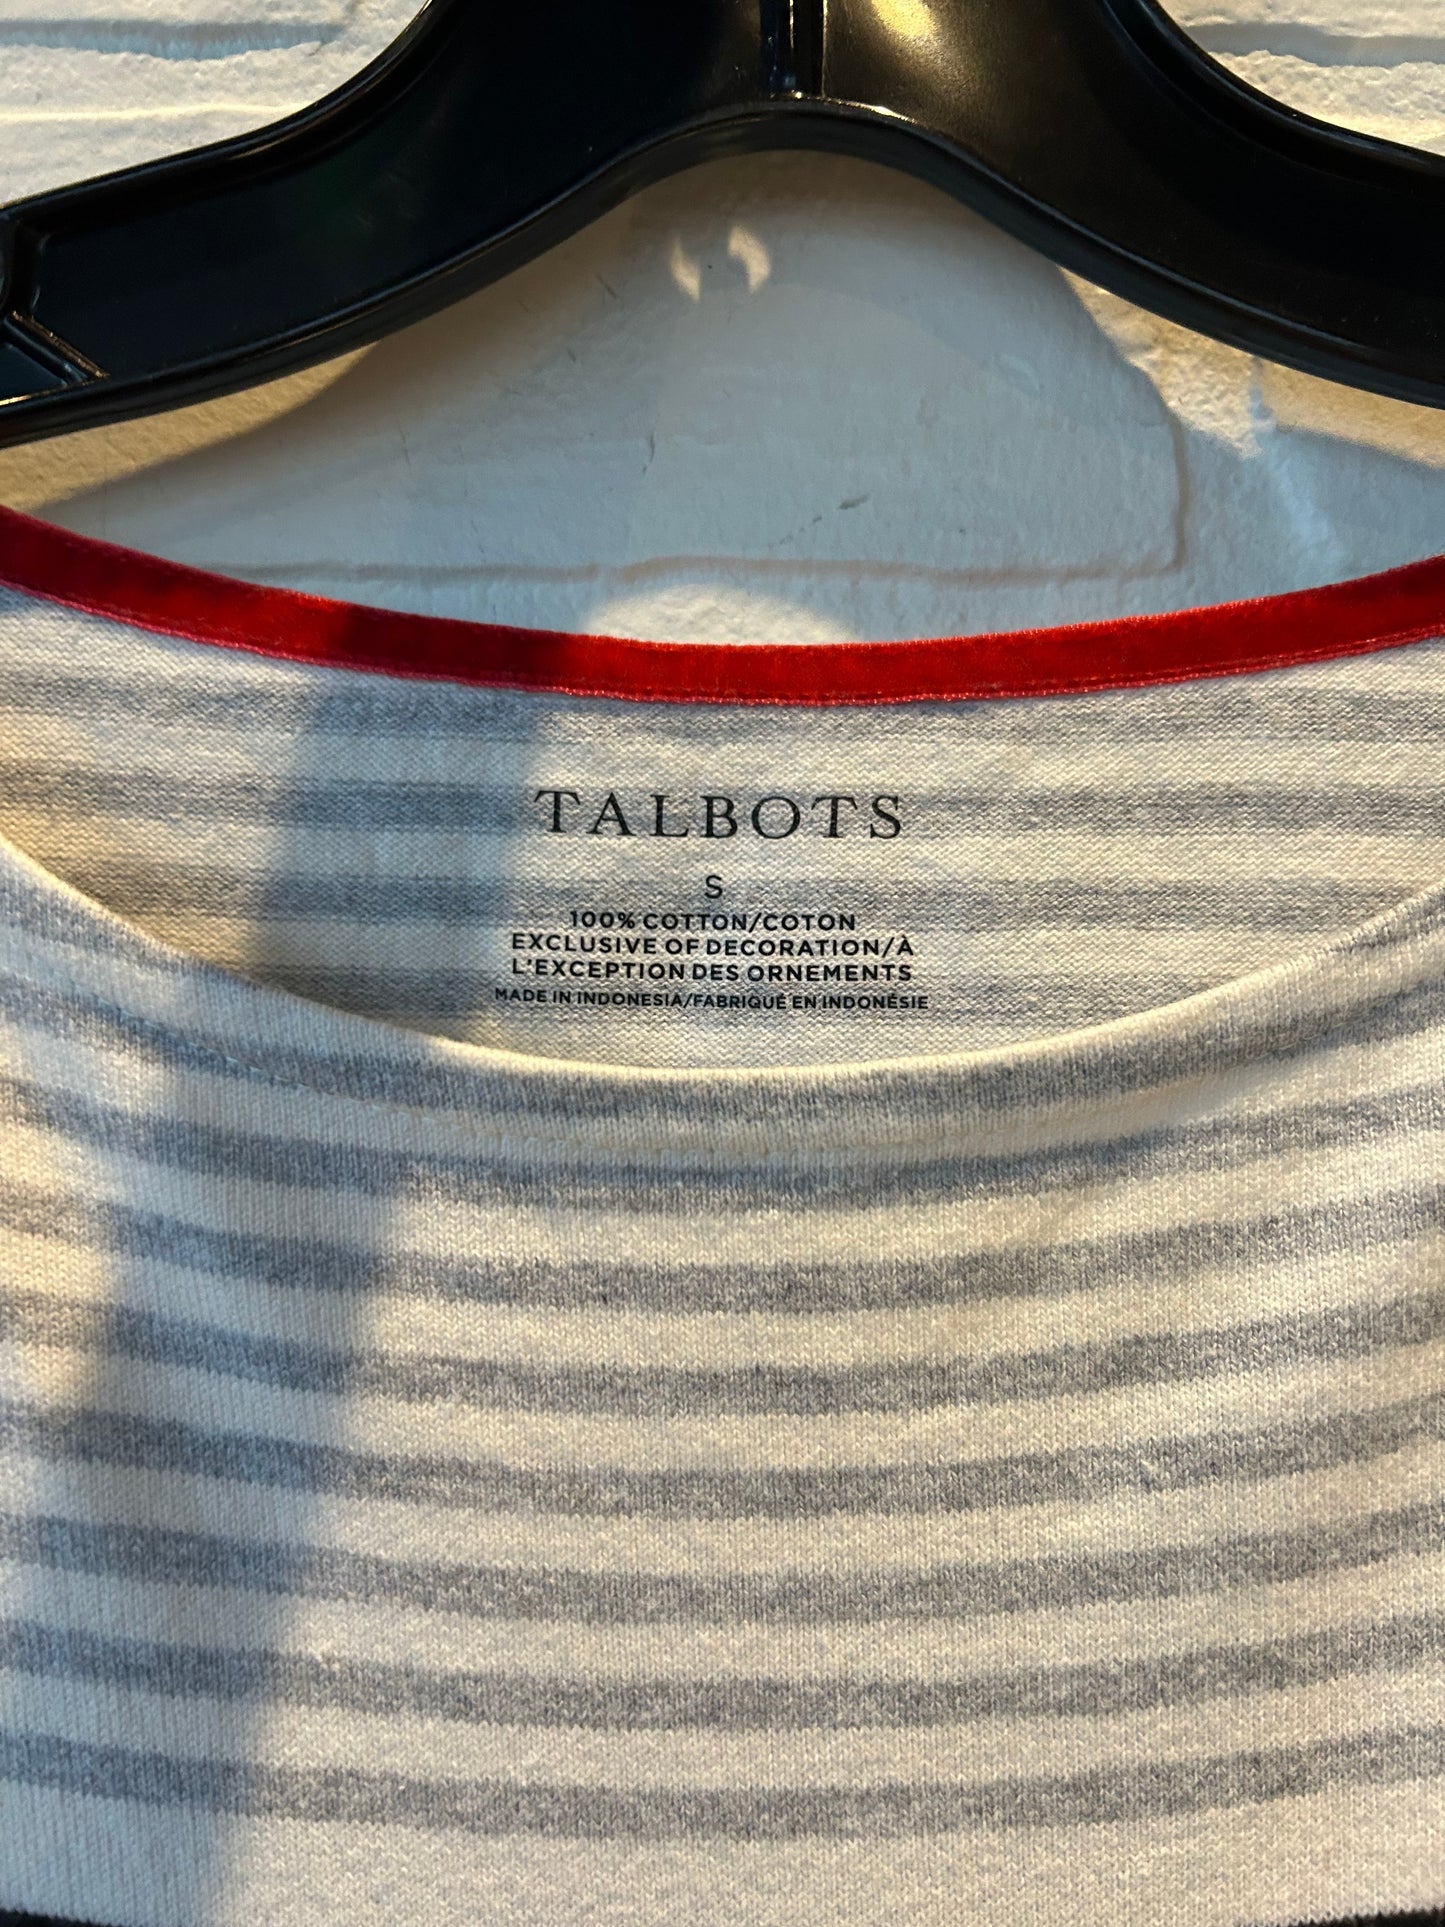 TALBOTS
S
100% COTTON/COTON
EXCLUSIVE OF DECORATION/À
L'EXCEPTION DES ORNEMENTS
MADE IN INDONESIA/FABRIQUÉ EN INDONÉSIE